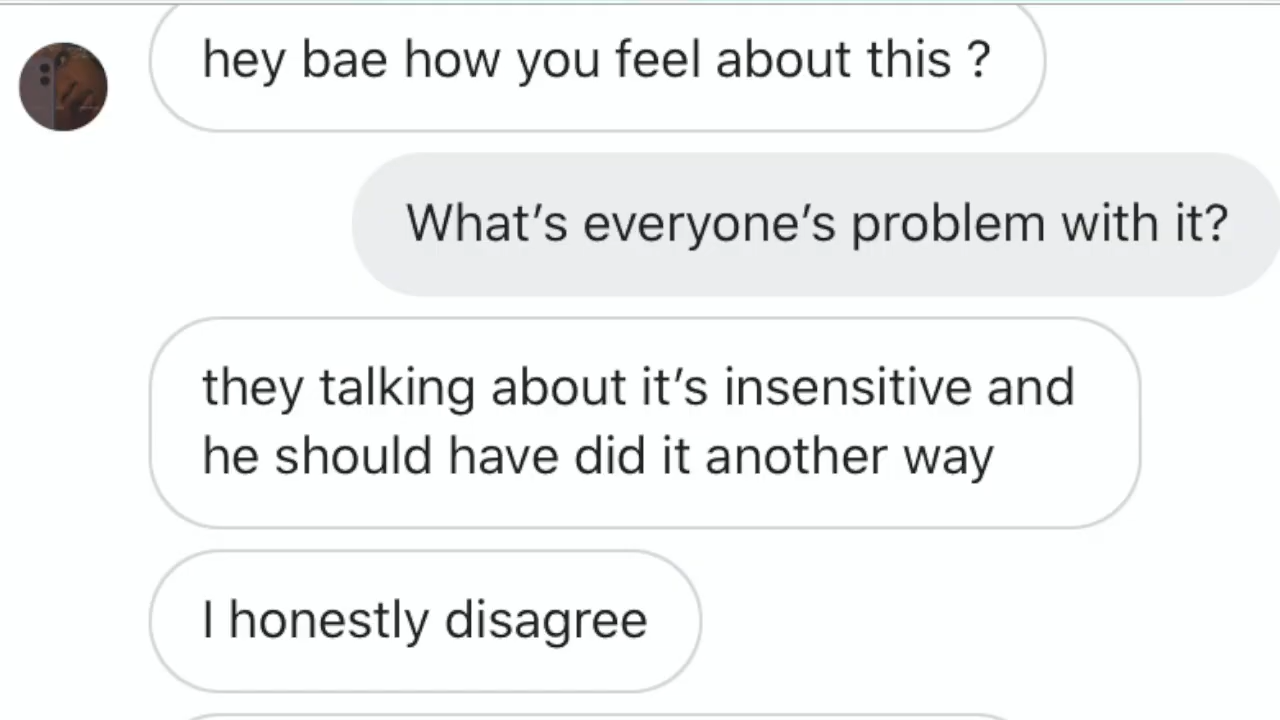 hey bae how you feel about this ?
What’s everyone’s problem with it?
they talking about it’s insensitive and
he should have did it another way
I honestly disagree